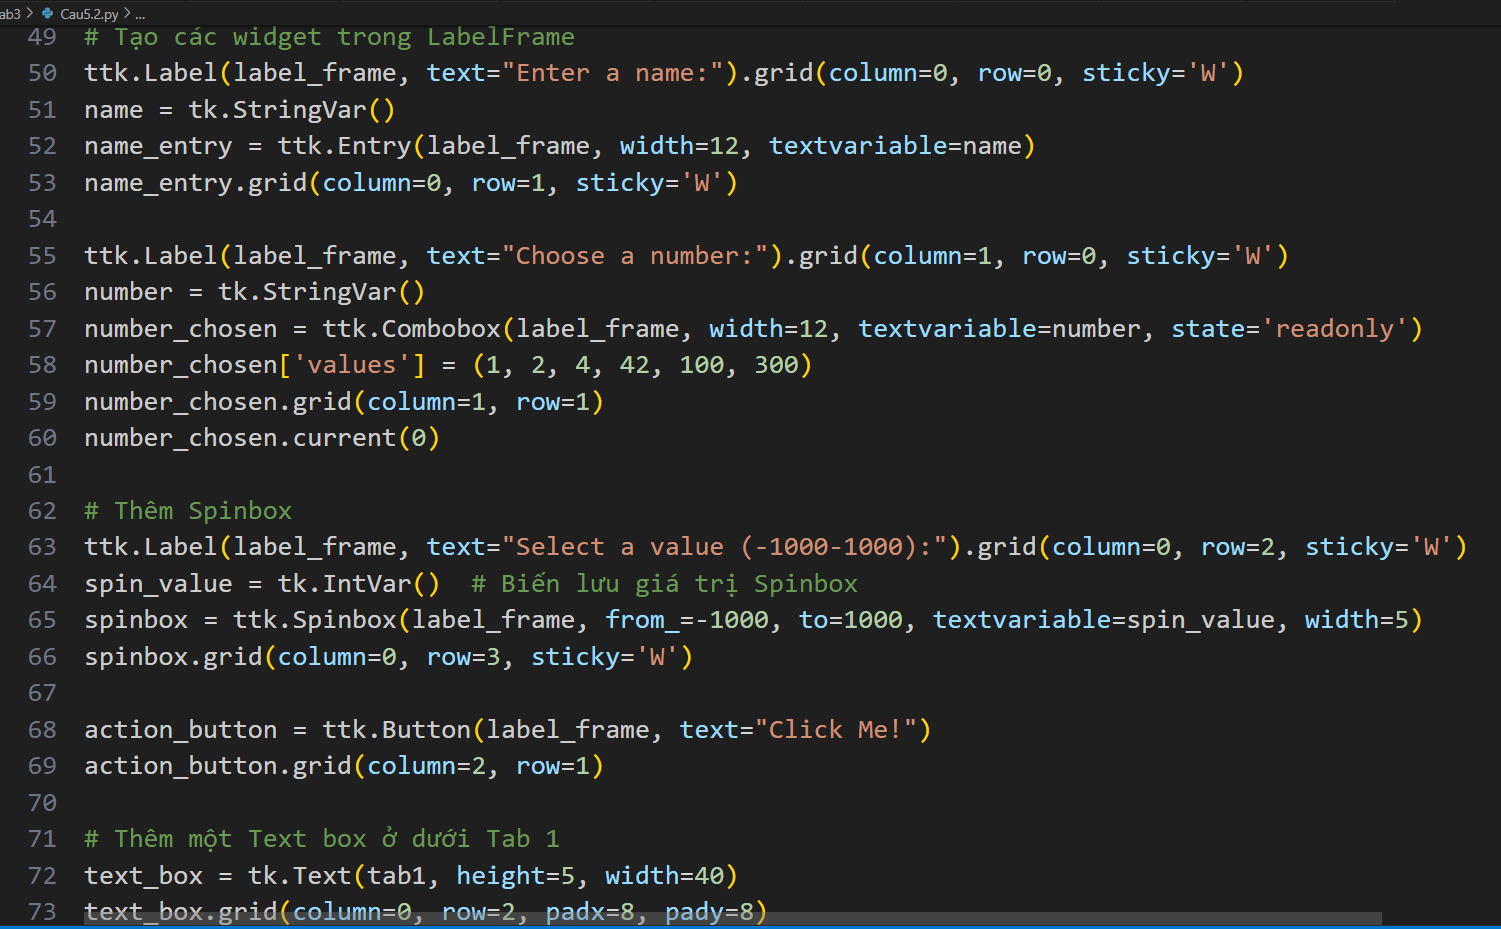 ab3 > Cau5.2.py > ...
49 # Tạo các widget trong LabelFrame
50 ttk.Label(label_frame, text="Enter a name:").grid(column=0, row=0, sticky='W')
51 name = tk.StringVar()
52 name_entry = ttk.Entry(label_frame, width=12, textvariable=name)
53 name_entry.grid(column=0, row=1, sticky='W')
54
55 ttk.Label(label_frame, text="Choose a number:").grid(column=1, row=0, sticky='W')
56 number = tk.StringVar()
57 number_chosen = ttk.Combobox(label_frame, width=12, textvariable=number, state='readonly')
58 number_chosen['values'] = (1, 2, 4, 42, 100, 300)
59 number_chosen.grid(column=1, row=1)
60 number_chosen.current(0)
61
62 # Thêm Spinbox
63 ttk.Label(label_frame, text="Select a value (-1000-1000):").grid(column=0, row=2, sticky='W')
64 spin_value = tk.IntVar()  # Biến lưu giá trị Spinbox
65 spinbox = ttk.Spinbox(label_frame, from_=-1000, to=1000, textvariable=spin_value, width=5)
66 spinbox.grid(column=0, row=3, sticky='W')
67
68 action_button = ttk.Button(label_frame, text="Click Me!")
69 action_button.grid(column=2, row=1)
70
71 # Thêm một Text box ở dưới Tab 1
72 text_box = tk.Text(tab1, height=5, width=40)
73 text_box.grid(column=0, row=2, padx=8, pady=8)